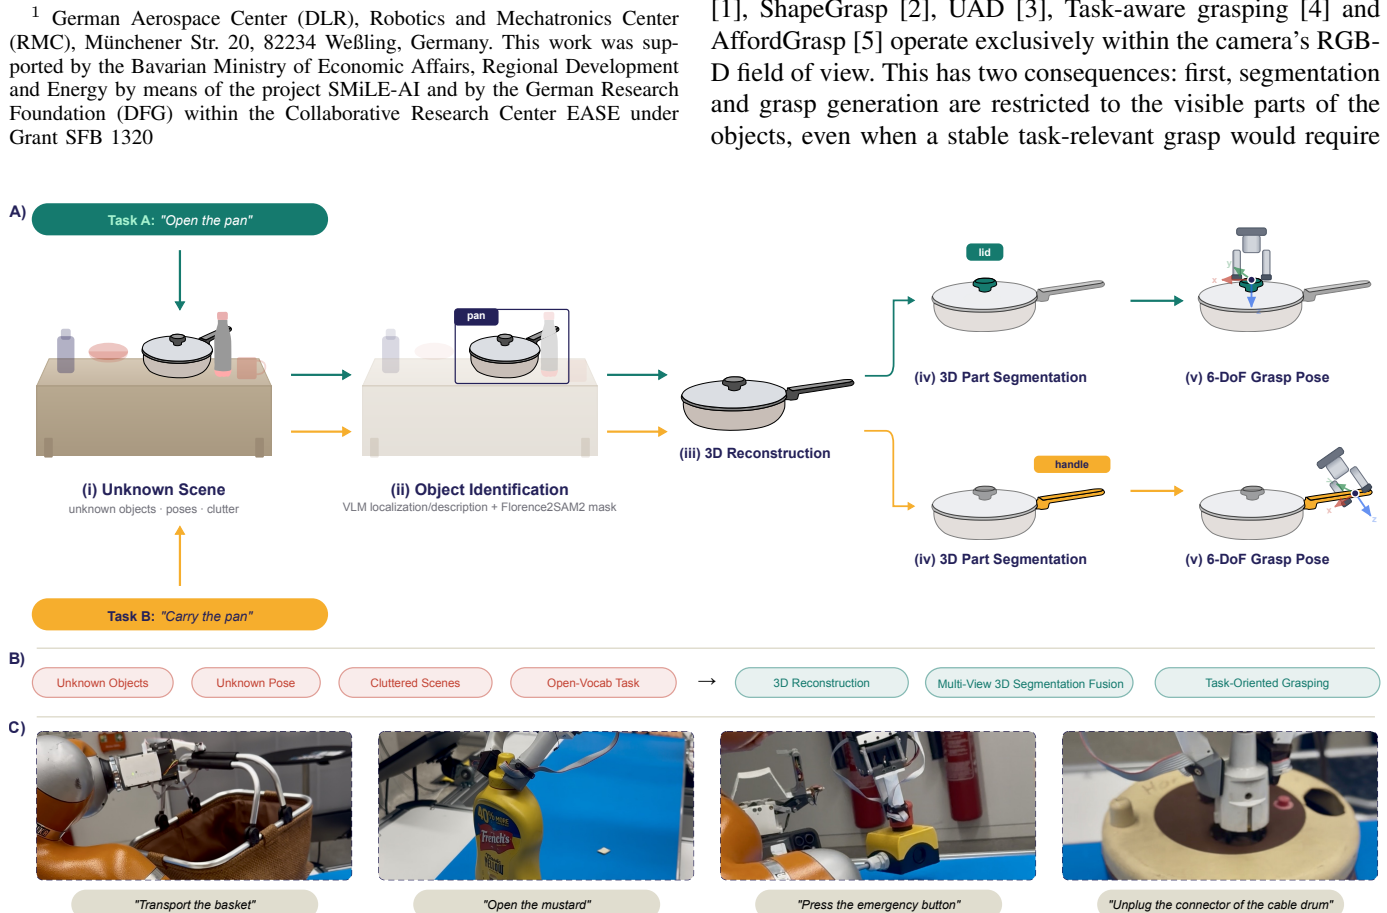 ¹ German Aerospace Center (DLR), Robotics and Mechatronics Center
(RMC), Münchener Str. 20, 82234 Weßling, Germany. This work was sup-
ported by the Bavarian Ministry of Economic Affairs, Regional Development
and Energy by means of the project SMiLE-AI and by the German Research
Foundation (DFG) within the Collaborative Research Center EASE under
Grant SFB 1320
[1], ShapeGrasp [2], UAD [3], Task-aware grasping [4] and
AffordGrasp [5] operate exclusively within the camera's RGB-
D field of view. This has two consequences: first, segmentation
and grasp generation are restricted to the visible parts of the
objects, even when a stable task-relevant grasp would require
A)
Task A: "Open the pan"
pan
lid
x
y
(iv) 3D Part Segmentation
(v) 6-DoF Grasp Pose
(iii) 3D Reconstruction
handle
x
z
(i) Unknown Scene
unknown objects · poses · clutter
(ii) Object Identification
VLM localization/description + Florence2SAM2 mask
(iv) 3D Part Segmentation
(v) 6-DoF Grasp Pose
Task B: "Carry the pan"
B)
Unknown Objects
Unknown Pose
Cluttered Scenes
Open-Vocab Task
→
3D Reconstruction
Multi-View 3D Segmentation Fusion
Task-Oriented Grasping
C)
40% MORE
French's
YELLOW
"Transport the basket"
"Open the mustard"
"Press the emergency button"
"Unplug the connector of the cable drum"